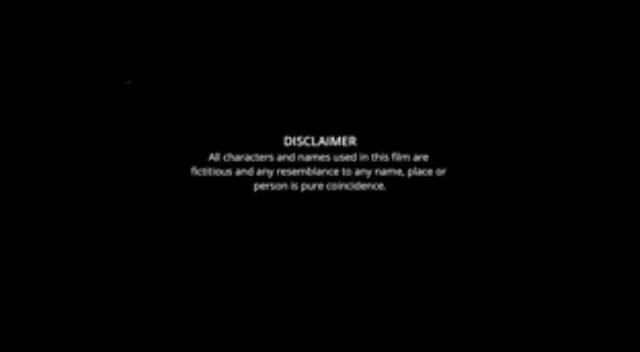 DISCLAIMER
All characters and names used in this film are
fictitious and any resemblance to any name, place or
person is pure coincidence.